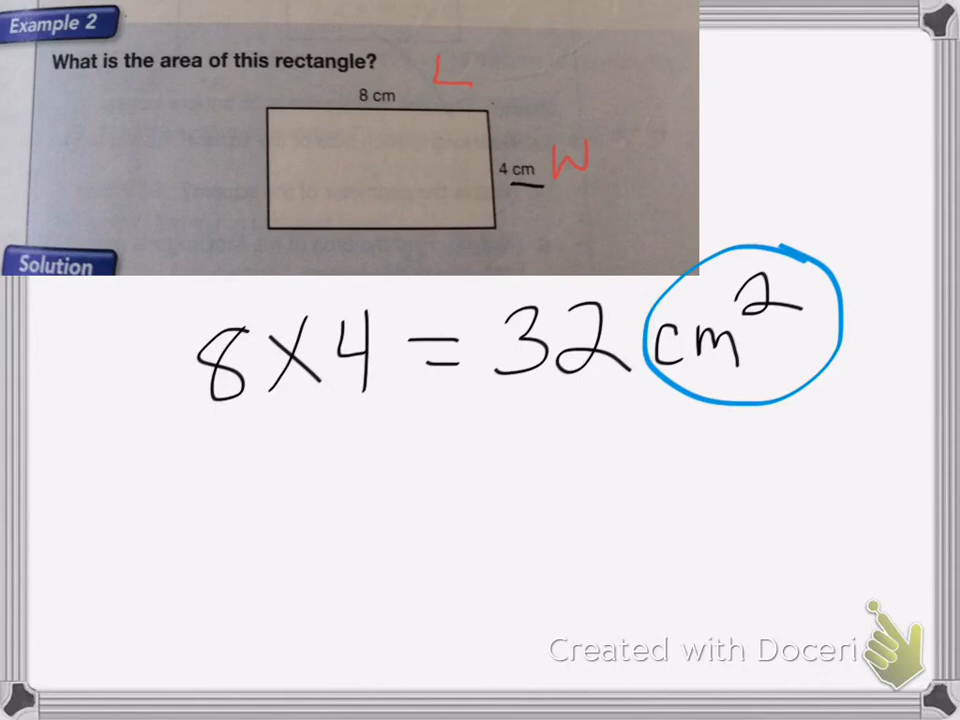 Example 2
What is the area of this rectangle?
L
8 cm
4 cm W
Solution
8 x 4 = 32 cm²
Created with Doceri